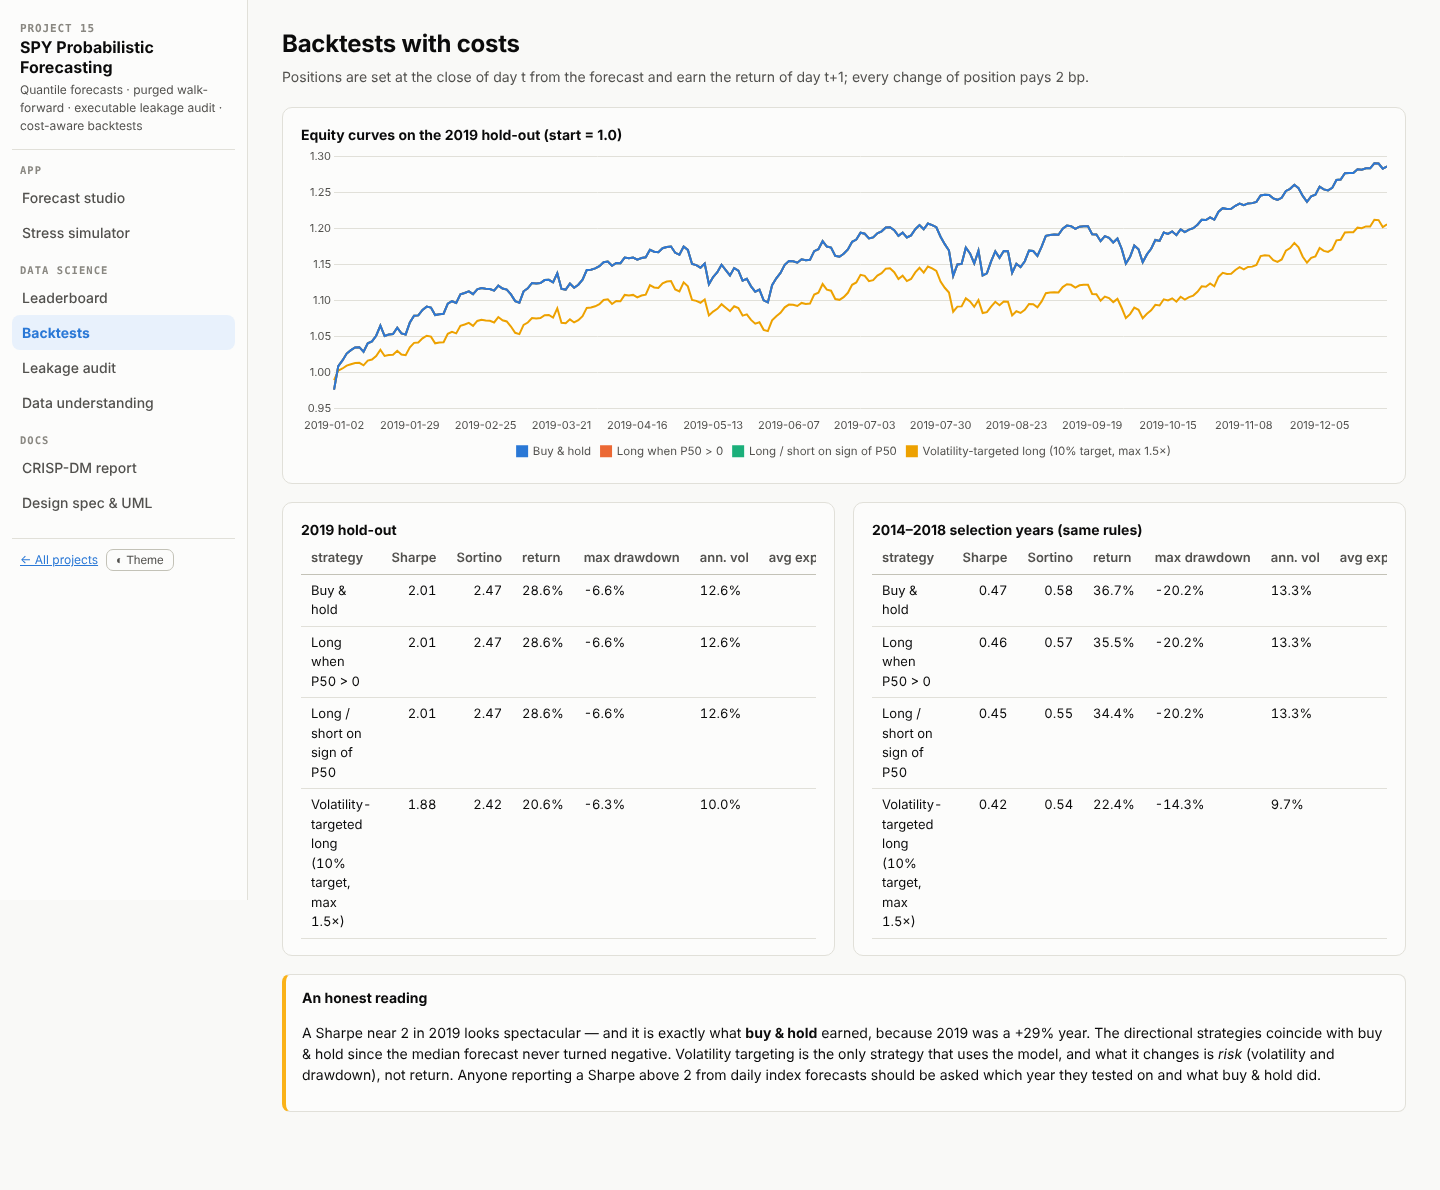 PROJECT 15
SPY Probabilistic
Forecasting
Quantile forecasts · purged walk-
forward · executable leakage audit ·
cost-aware backtests
APP
Forecast studio
Stress simulator
DATA SCIENCE
Leaderboard
Backtests
Leakage audit
Data understanding
DOCS
CRISP-DM report
Design spec & UML
← All projects
Theme
Backtests with costs
Positions are set at the close of day t from the forecast and earn the return of day t+1; every change of position pays 2 bp.
Equity curves on the 2019 hold-out (start = 1.0)
1.30
1.25
1.20
1.15
1.10
1.05
1.00
0.95
2019-01-02 2019-01-29 2019-02-25 2019-03-21 2019-04-16 2019-05-13 2019-06-07 2019-07-03 2019-07-30 2019-08-23 2019-09-19 2019-10-15 2019-11-08 2019-12-05
Buy & hold Long when P50 > 0 Long / short on sign of P50 Volatility-targeted long (10% target, max 1.5×)
2019 hold-out
strategy Sharpe Sortino return max drawdown ann. vol avg exp
Buy & 2.01 2.47 28.6% -6.6% 12.6%
hold
Long 2.01 2.47 28.6% -6.6% 12.6%
when
P50 > 0
Long / 2.01 2.47 28.6% -6.6% 12.6%
short on
sign of
P50
Volatility- 1.88 2.42 20.6% -6.3% 10.0%
targeted
long
(10%
target,
max
1.5×)
2014–2018 selection years (same rules)
strategy Sharpe Sortino return max drawdown ann. vol avg exp
Buy & 0.47 0.58 36.7% -20.2% 13.3%
hold
Long 0.46 0.57 35.5% -20.2% 13.3%
when
P50 > 0
Long / 0.45 0.55 34.4% -20.2% 13.3%
short on
sign of
P50
Volatility- 0.42 0.54 22.4% -14.3% 9.7%
targeted
long
(10%
target,
max
1.5×)
An honest reading
A Sharpe near 2 in 2019 looks spectacular — and it is exactly what buy & hold earned, because 2019 was a +29% year. The directional strategies coincide with buy
& hold since the median forecast never turned negative. Volatility targeting is the only strategy that uses the model, and what it changes is risk (volatility and
drawdown), not return. Anyone reporting a Sharpe above 2 from daily index forecasts should be asked which year they tested on and what buy & hold did.